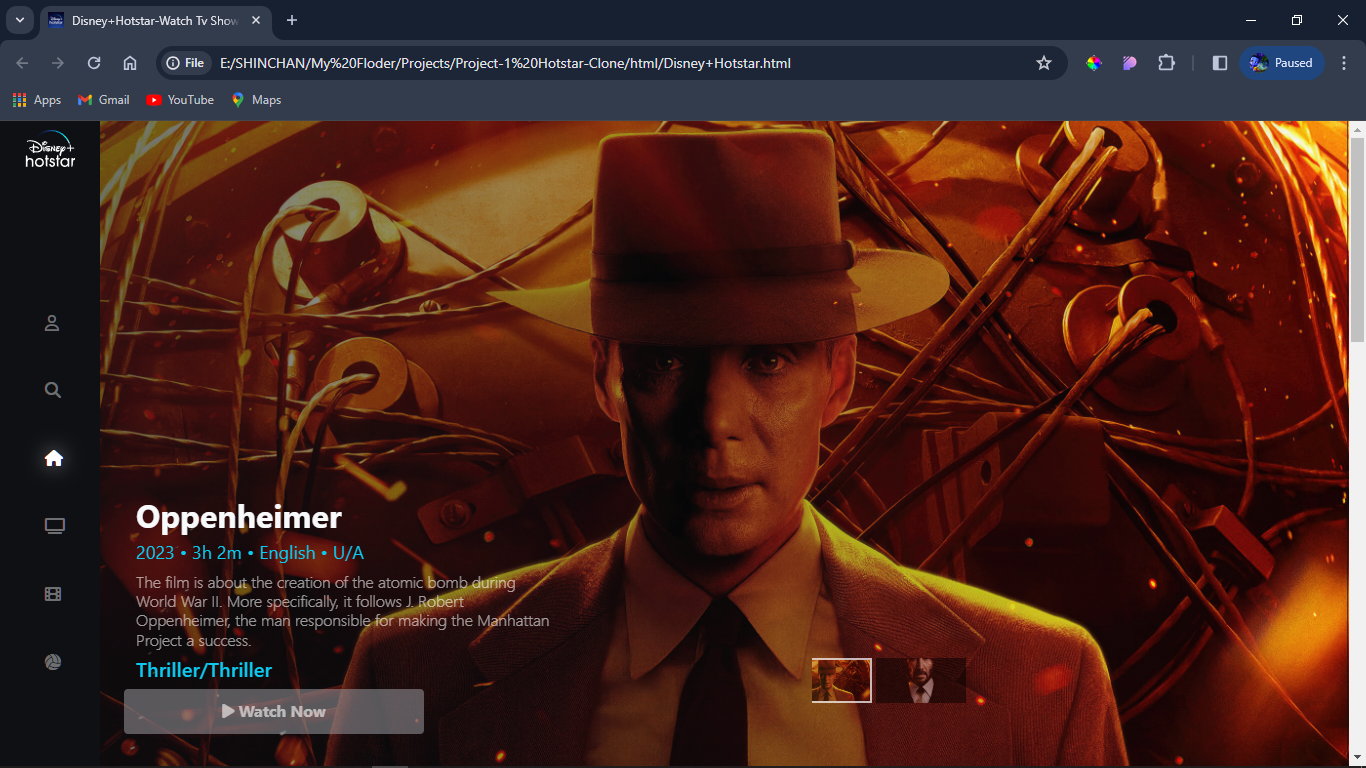 Disney+Hotstar-Watch Tv Show
File
E:/SHINCHAN/My%20Floder/Projects/Project-1%20Hotstar-Clone/html/Disney+Hotstar.html
Paused
Apps
Gmail
YouTube
Maps
Disney+
hotstar
Oppenheimer
2023 • 3h 2m • English • U/A
The film is about the creation of the atomic bomb during
World War II. More specifically, it follows J. Robert
Oppenheimer, the man responsible for making the Manhattan
Project a success.
Thriller/Thriller
Watch Now